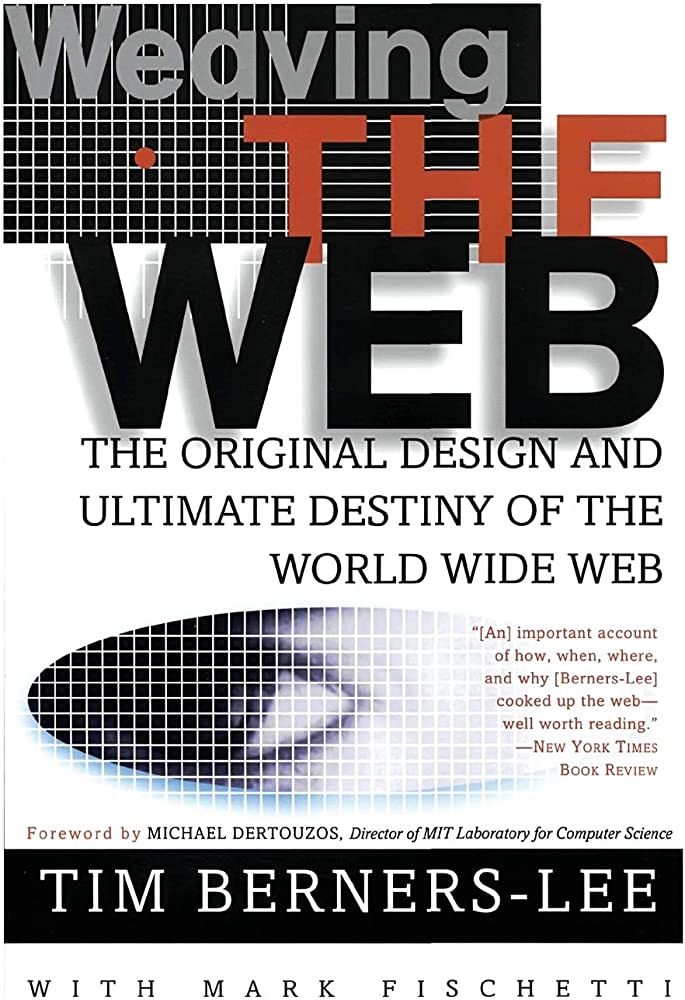 Weaving
THE
WEB
THE ORIGINAL DESIGN AND
ULTIMATE DESTINY OF THE
WORLD WIDE WEB
“[An] important account
of how, when, where,
and why [Berners-Lee]
cooked up the web—
well worth reading.”
—NEW YORK TIMES
BOOK REVIEW
Foreword by MICHAEL DERTOUZOS, Director of MIT Laboratory for Computer Science
TIM BERNERS-LEE
WITH MARK FISCHETTI